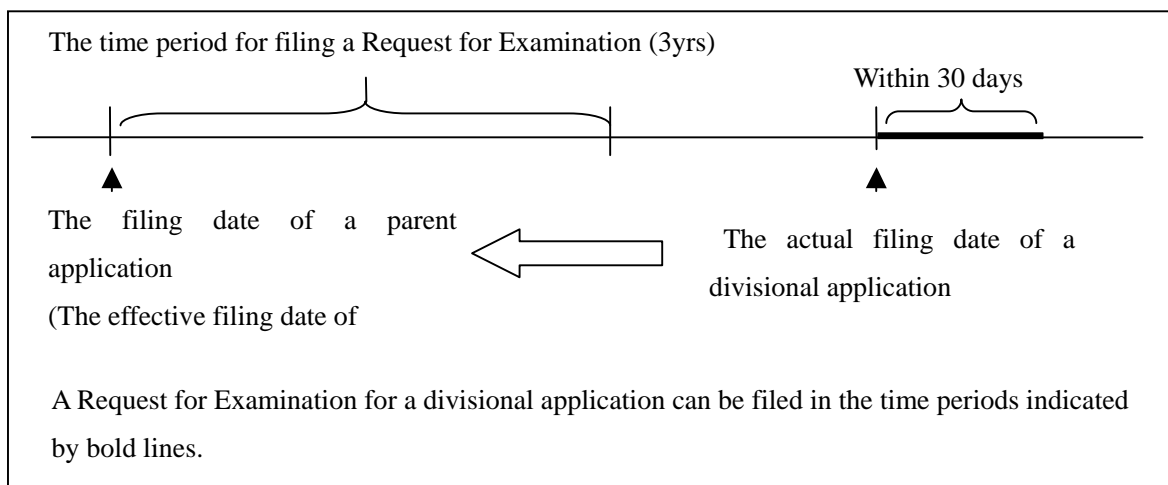 The time period for filing a Request for Examination (3yrs)
Within 30 days
The filing date of a parent
application
(The effective filing date of
The actual filing date of a
divisional application
A Request for Examination for a divisional application can be filed in the time periods indicated
by bold lines.